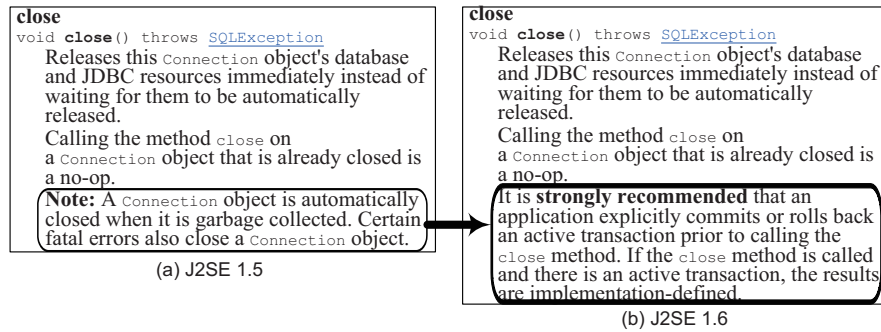 close
void close() throws SQLException
Releases this Connection object's database
and JDBC resources immediately instead of
waiting for them to be automatically
released.
Calling the method close on
a Connection object that is already closed is
a no-op.
Note: A Connection object is automatically
closed when it is garbage collected. Certain
fatal errors also close a Connection object.
(a) J2SE 1.5
close
void close() throws SQLException
Releases this Connection object's database
and JDBC resources immediately instead of
waiting for them to be automatically
released.
Calling the method close on
a Connection object that is already closed is
a no-op.
It is strongly recommended that an
application explicitly commits or rolls back
an active transaction prior to calling the
close method. If the close method is called
and there is an active transaction, the results
are implementation-defined.
(b) J2SE 1.6